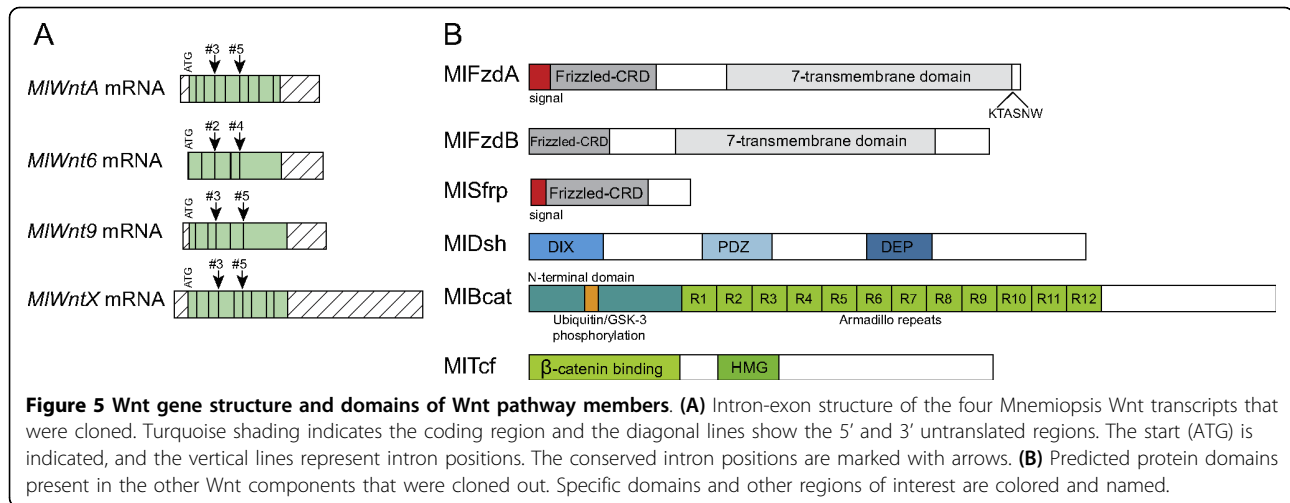 A
ATG
#3
#5
MlWntA mRNA
#2
#4
MlWnt6 mRNA
ATG
#3
#5
MlWnt9 mRNA
ATG
#3
#5
MlWntX mRNA
B
MlFzdA
Frizzled-CRD
7-transmembrane domain
signal
KTASNW
MlFzdB
Frizzled-CRD
7-transmembrane domain
MlSfrp
Frizzled-CRD
signal
MlDsh
DIX
PDZ
DEP
N-terminal domain
MlBcat
R1 R2 R3 R4 R5 R6 R7 R8 R9 R10 R11 R12
Ubiquitin/GSK-3
phosphorylation
Armadillo repeats
MlTcf
β-catenin binding
HMG
Figure 5 Wnt gene structure and domains of Wnt pathway members. (A) Intron-exon structure of the four Mnemiopsis Wnt transcripts that
were cloned. Turquoise shading indicates the coding region and the diagonal lines show the 5’ and 3’ untranslated regions. The start (ATG) is
indicated, and the vertical lines represent intron positions. The conserved intron positions are marked with arrows. (B) Predicted protein domains
present in the other Wnt components that were cloned out. Specific domains and other regions of interest are colored and named.